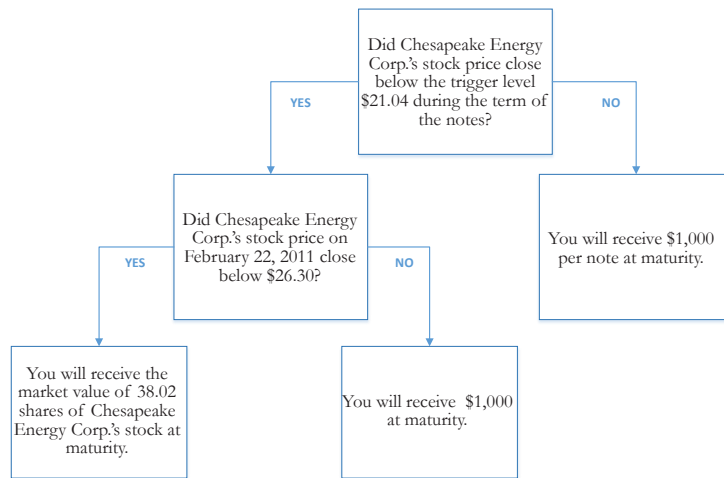 Did Chesapeake Energy
Corp.'s stock price close
below the trigger level
$21.04 during the term of
the notes?
YES
NO
Did Chesapeake Energy
Corp.'s stock price on
February 22, 2011 close
below $26.30?
You will receive $1,000
per note at maturity.
YES
NO
You will receive the
market value of 38.02
shares of Chesapeake
Energy Corp.'s stock at
maturity.
You will receive $1,000
at maturity.